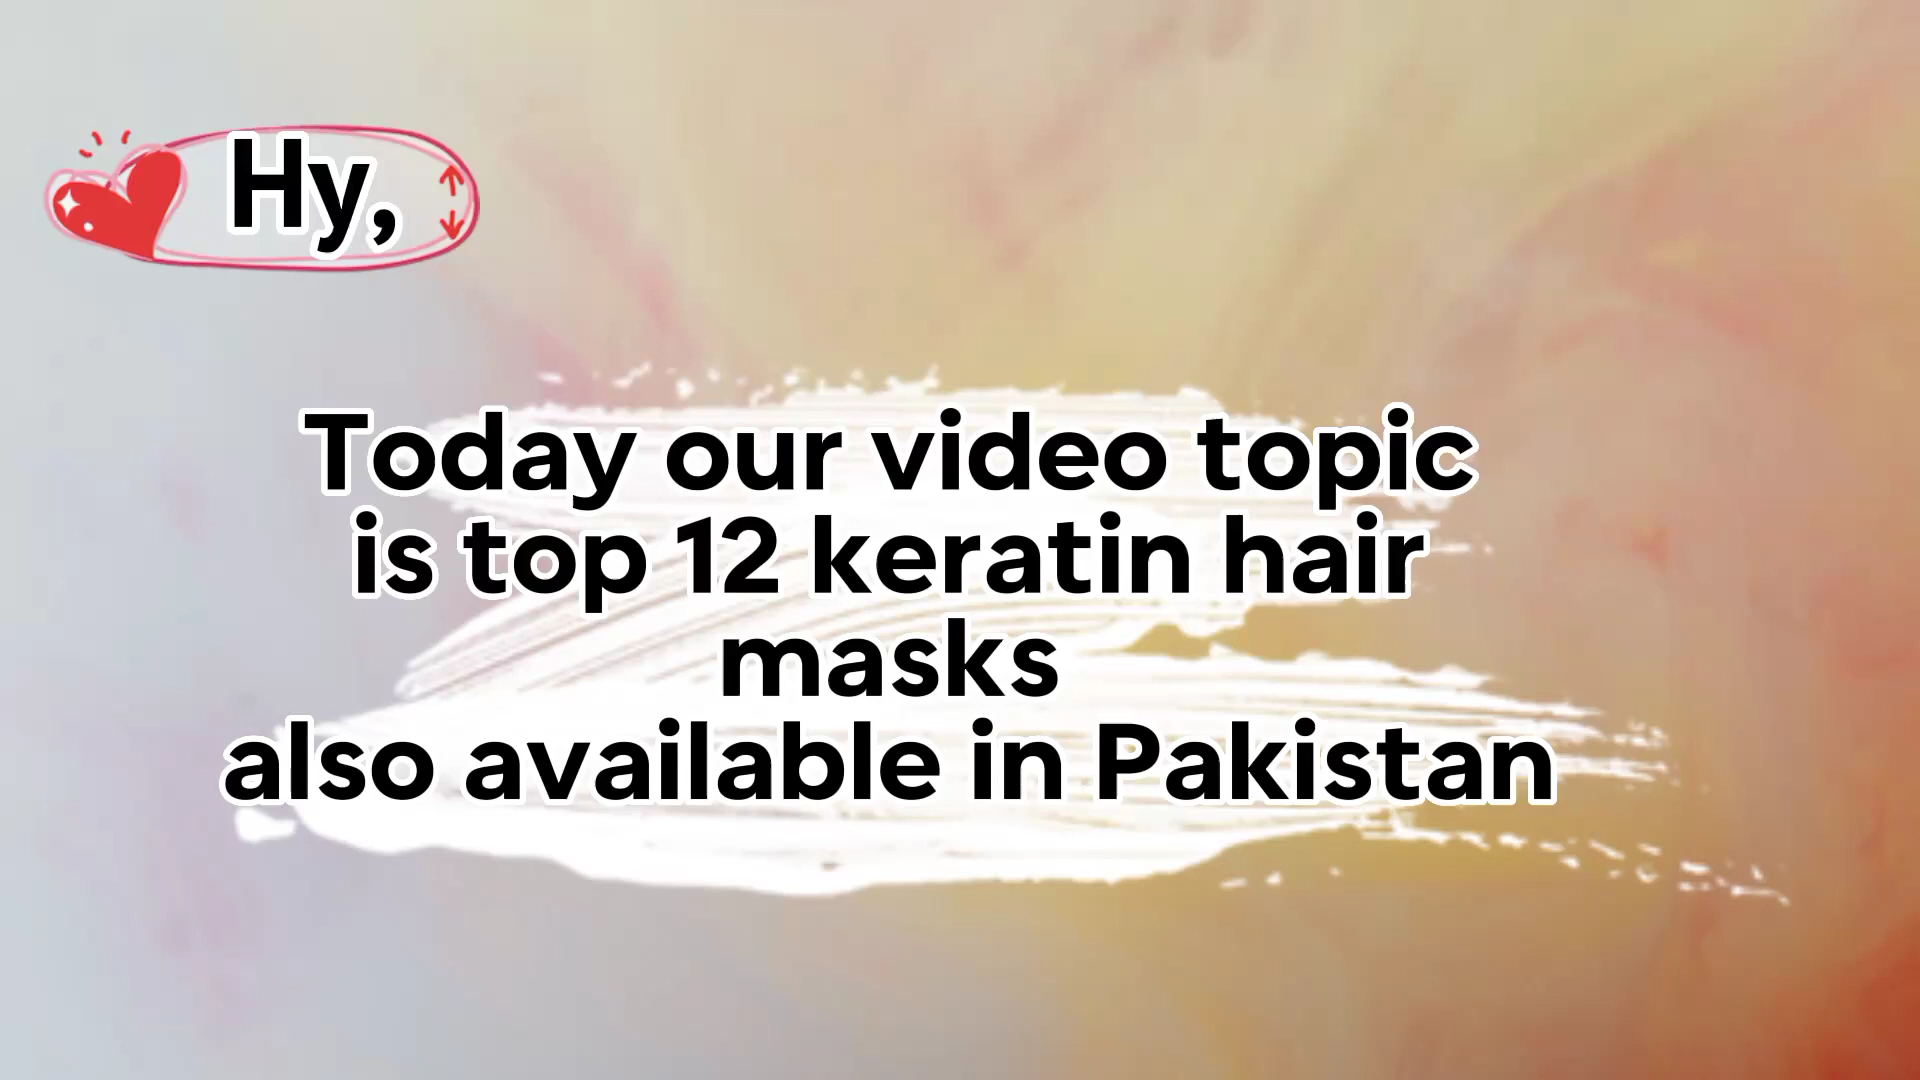 Hy,
Today our video topic
is top 12 keratin hair
masks
also available in Pakistan